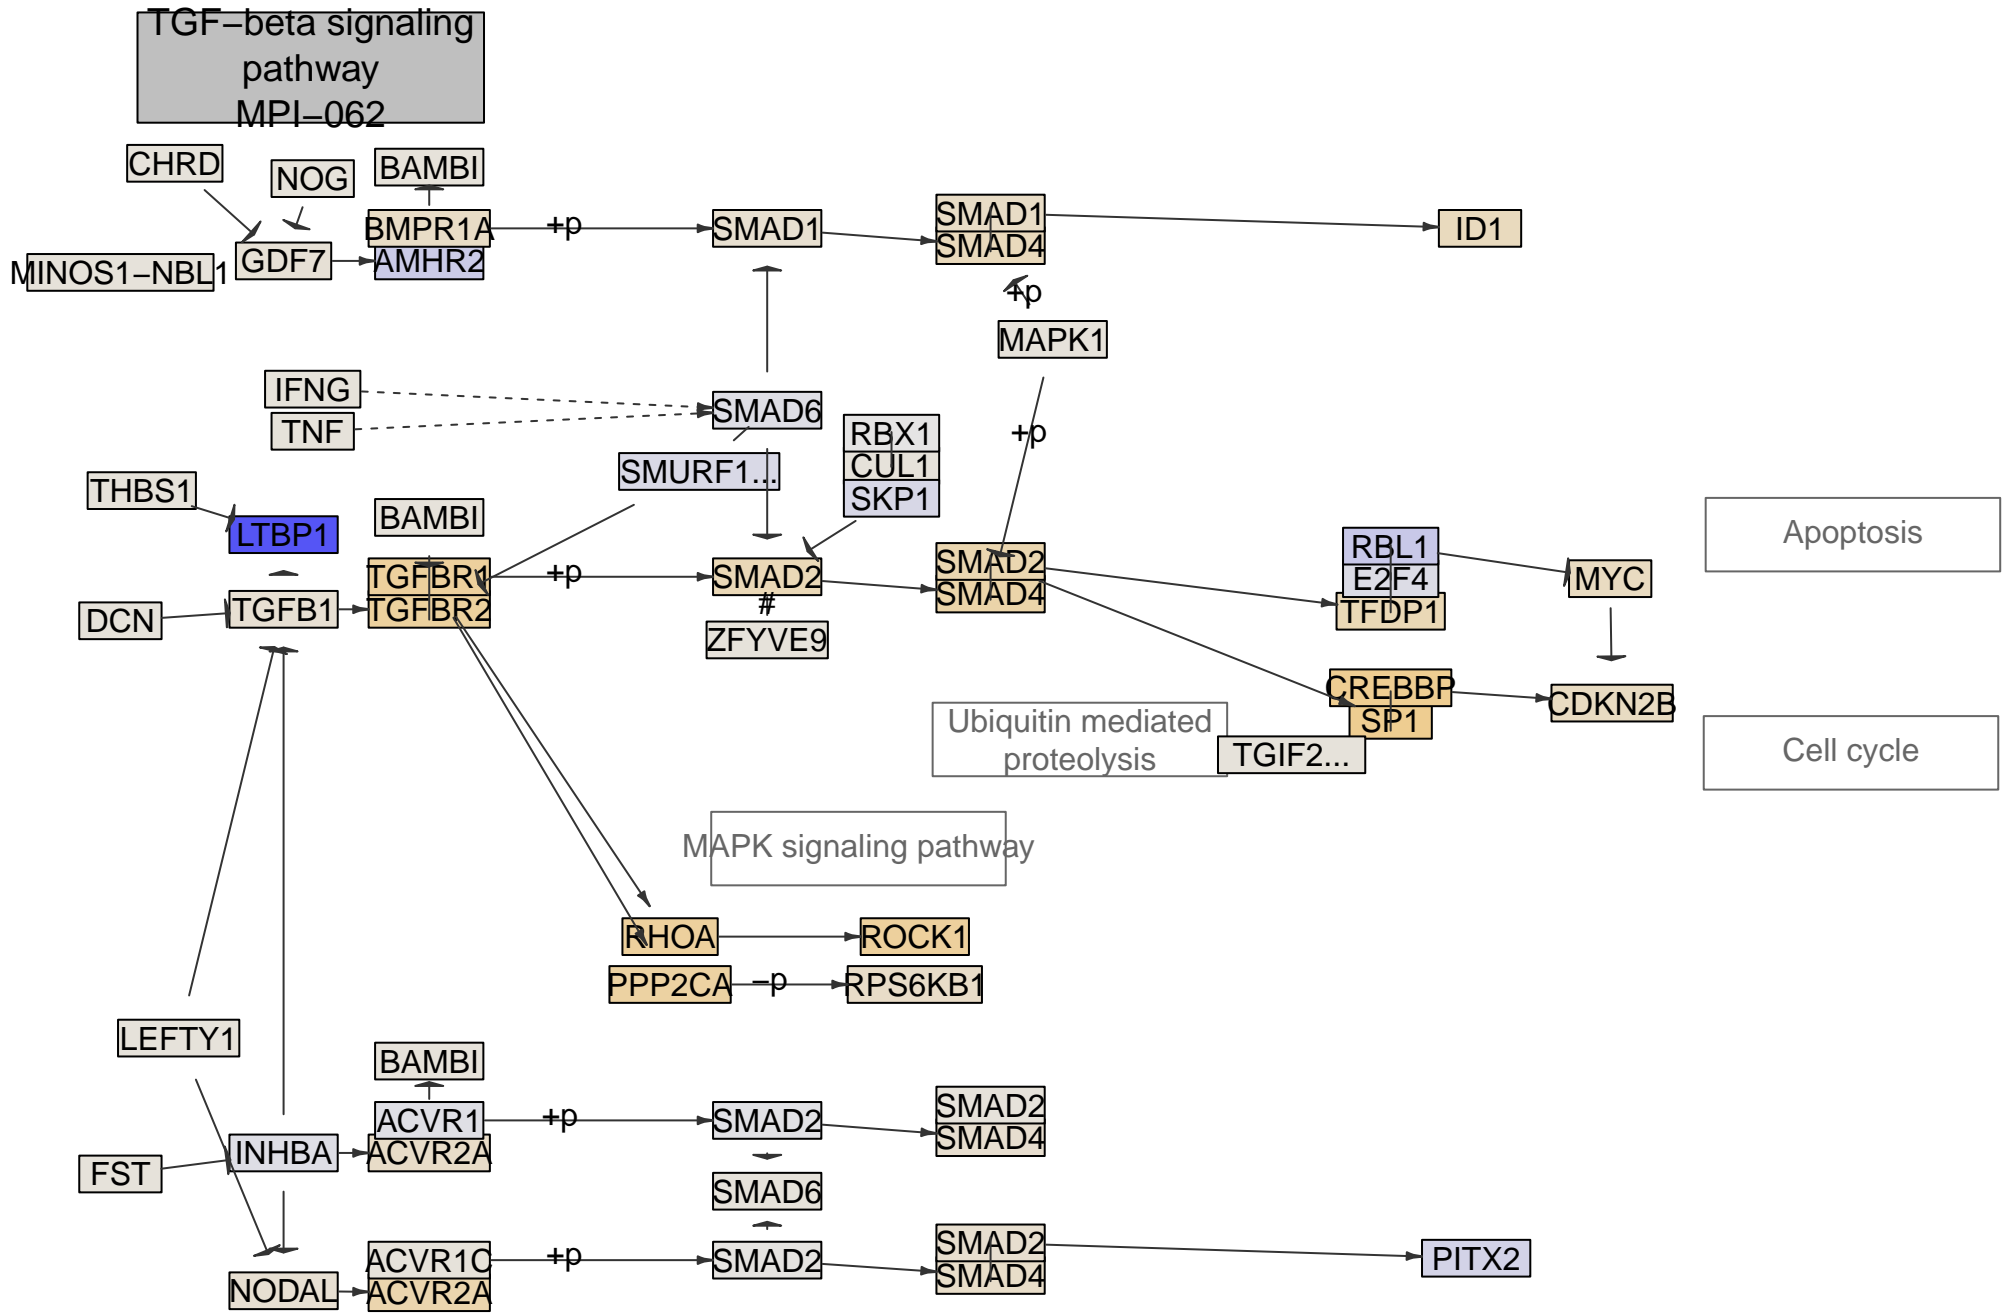 TGF−beta signaling
pathway
MPI−062
CHRD
NOG
BAMBI
BMPR1A
+p
SMAD1
SMAD1
SMAD4
ID1
MINOS1−NBL1
GDF7
AMHR2
+p
MAPK1
IFNG
TNF
SMAD6
RBX1
CUL1
SKP1
+p
SMURF1...
THBS1
LTBP1
BAMBI
TGFBR1
TGFBR2
+p
SMAD2
#
ZFYVE9
SMAD2
SMAD4
RBL1
E2F4
TFDP1
MYC
Apoptosis
DCN
TGFB1
CREBBP
SP1
TGIF2...
CDKN2B
Ubiquitin mediated
proteolysis
Cell cycle
MAPK signaling pathway
RHOA
ROCK1
PPP2CA
−p
RPS6KB1
LEFTY1
BAMBI
ACVR1
ACVR2A
+p
SMAD2
SMAD2
SMAD4
INHBA
FST
SMAD6
ACVR1C
ACVR2A
+p
SMAD2
SMAD2
SMAD4
PITX2
NODAL